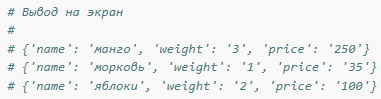 # Вывод на экран
#
# {'name': 'манго', 'weight': '3', 'price': '250'}
# {'name': 'морковь', 'weight': '1', 'price': '35'}
# {'name': 'яблоки', 'weight': '2', 'price': '100'}